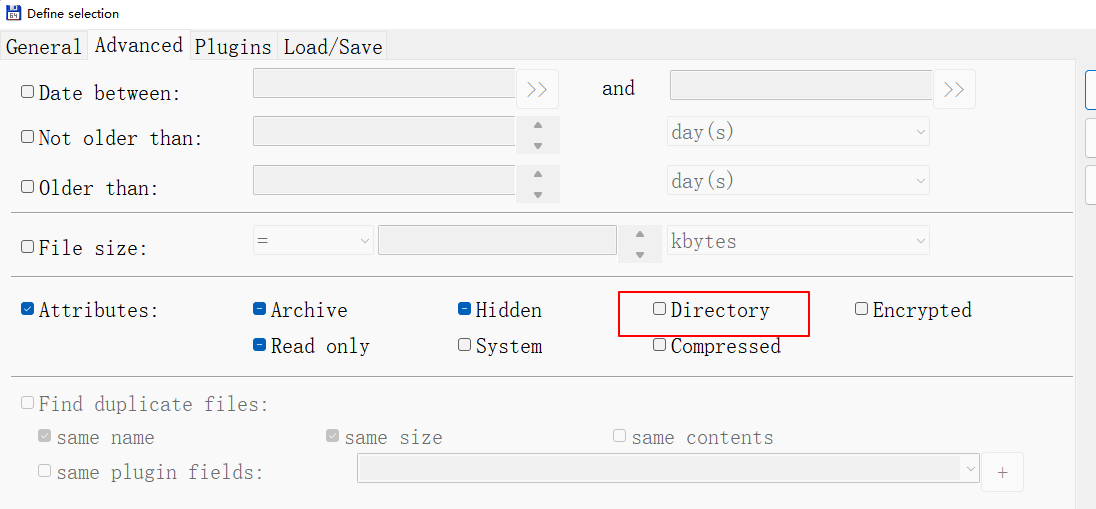 Define selection
General Advanced Plugins Load/Save
Date between: and
Not older than: day(s)
Older than: day(s)
File size: = kbytes
Attributes: Archive Hidden Directory Encrypted
Read only System Compressed
Find duplicate files:
same name same size same contents
same plugin fields: +